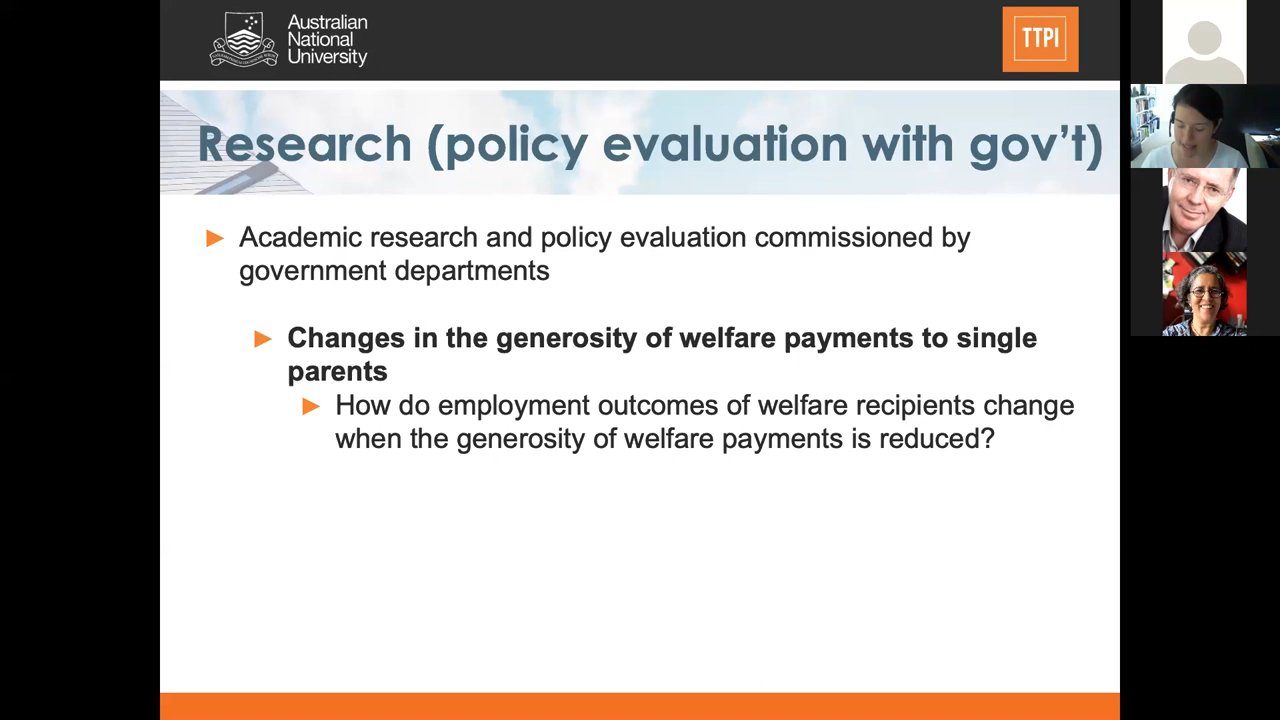 Australian
National
University
TTPI
Research (policy evaluation with gov't)
Academic research and policy evaluation commissioned by
government departments
Changes in the generosity of welfare payments to single
parents
How do employment outcomes of welfare recipients change
when the generosity of welfare payments is reduced?